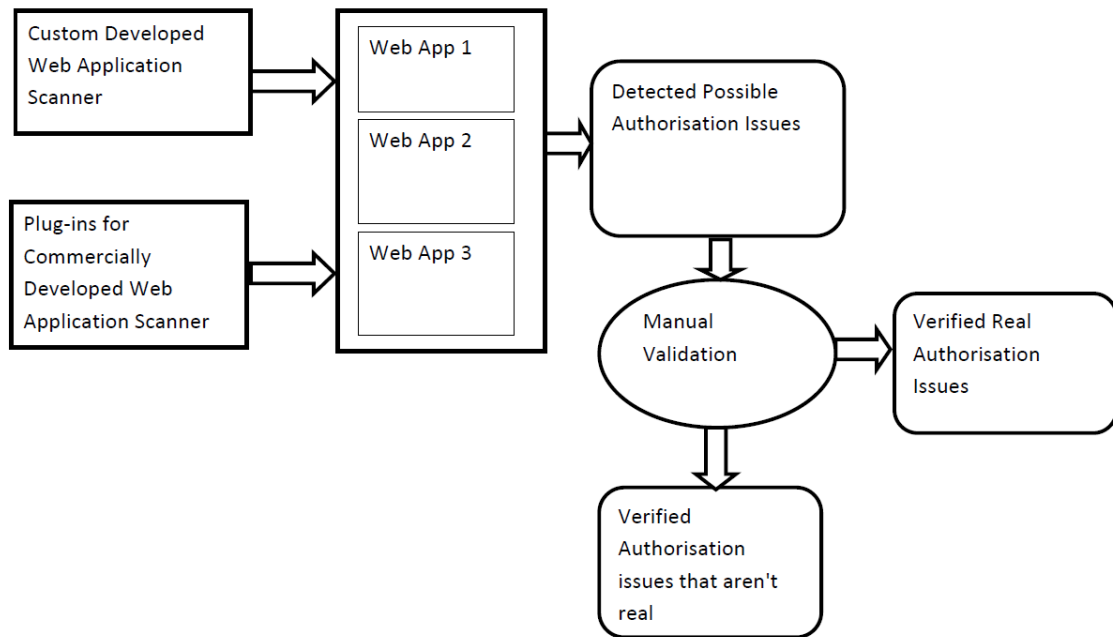 Custom Developed
Web Application
Scanner
Plug-ins for
Commercially
Developed Web
Application Scanner
Web App 1
Web App 2
Web App 3
Detected Possible
Authorisation Issues
Manual
Validation
Verified Real
Authorisation
Issues
Verified
Authorisation
issues that aren't
real